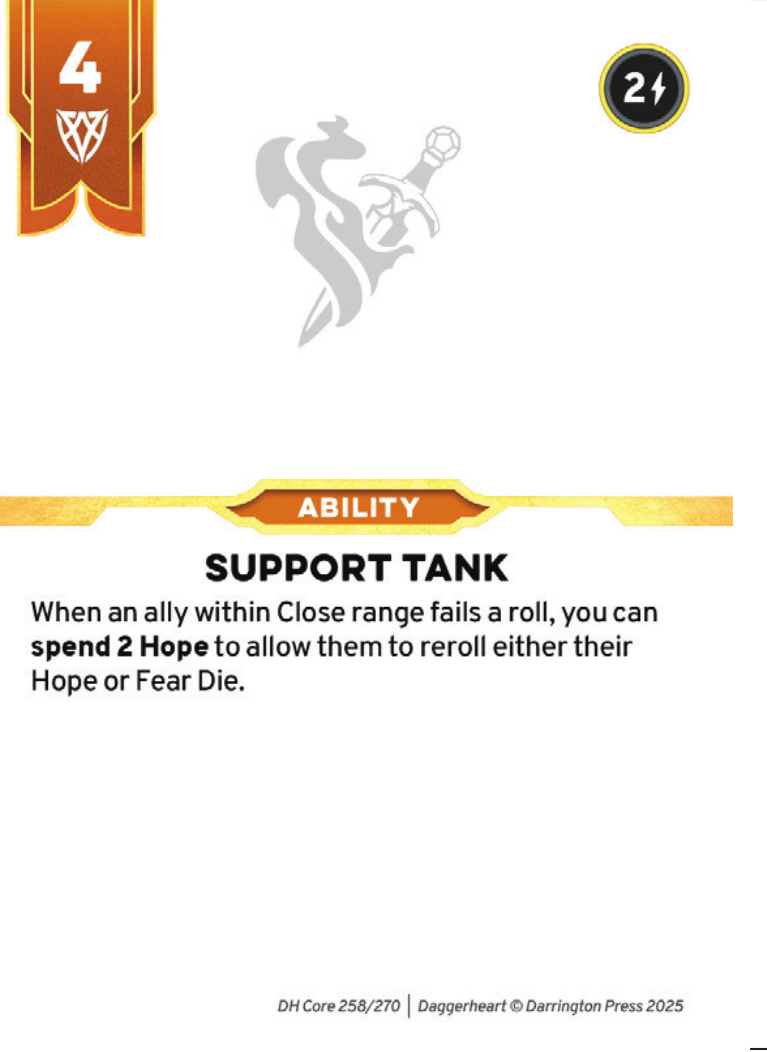 4
2
ABILITY
SUPPORT TANK
When an ally within Close range fails a roll, you can
spend 2 Hope to allow them to reroll either their
Hope or Fear Die.
DH Core 258/270 | Daggerheart © Darrington Press 2025